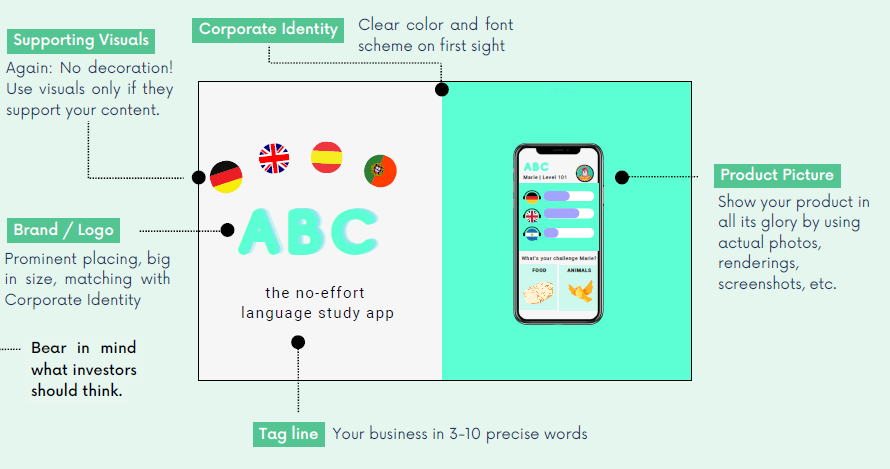 Corporate Identity
Clear color and font
scheme on first sight
Supporting Visuals
Again: No decoration!
Use visuals only if they
support your content.
Brand / Logo
Prominent placing, big
in size, matching with
Corporate Identity
Bear in mind
what investors
should think.
ABC
the no-effort
language study app
ABC
Marie | Level 101
What's your challenge Marie?
FOOD
ANIMALS
Product Picture
Show your product in
all its glory by using
actual photos,
renderings,
screenshots, etc.
Tag line
Your business in 3-10 precise words